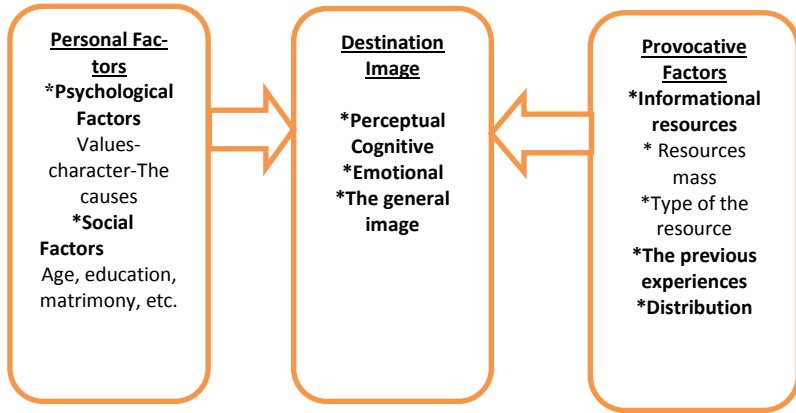 Personal Fac-
tors
*Psychological
Factors
Values-
character-The
causes
*Social
Factors
Age, education,
matrimony, etc.
Destination
Image
*Perceptual
Cognitive
*Emotional
*The general
image
Provocative
Factors
*Informational
resources
* Resources
mass
*Type of the
resource
*The previous
experiences
*Distribution